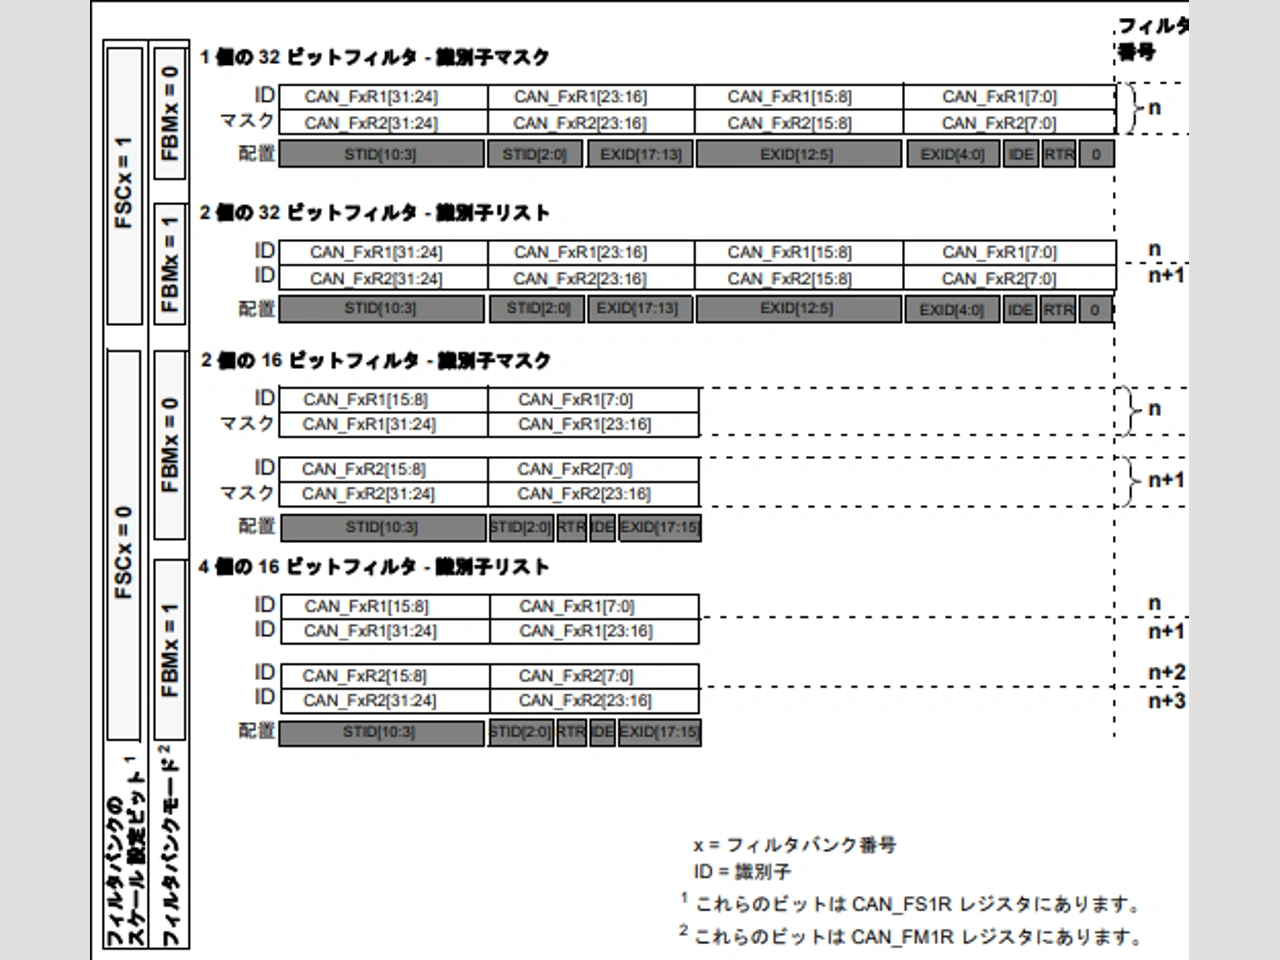 フィルタ
番号
1 個の 32 ビットフィルタ - 識別子マスク
ID CAN_FxR1[31:24] CAN_FxR1[23:16] CAN_FxR1[15:8] CAN_FxR1[7:0]
マスク CAN_FxR2[31:24] CAN_FxR2[23:16] CAN_FxR2[15:8] CAN_FxR2[7:0]
n
配置 STID[10:3] STID[2:0] EXID[17:13] EXID[12:5] EXID[4:0] IDE RTR 0
2 個の 32 ビットフィルタ - 識別子リスト
ID CAN_FxR1[31:24] CAN_FxR1[23:16] CAN_FxR1[15:8] CAN_FxR1[7:0] n
ID CAN_FxR2[31:24] CAN_FxR2[23:16] CAN_FxR2[15:8] CAN_FxR2[7:0] n+1
配置 STID[10:3] STID[2:0] EXID[17:13] EXID[12:5] EXID[4:0] IDE RTR 0
2 個の 16 ビットフィルタ - 識別子マスク
ID CAN_FxR1[15:8] CAN_FxR1[7:0]
マスク CAN_FxR1[31:24] CAN_FxR1[23:16]
n
ID CAN_FxR2[15:8] CAN_FxR2[7:0]
マスク CAN_FxR2[31:24] CAN_FxR2[23:16]
n+1
配置 STID[10:3] STID[2:0] RTR IDE EXID[17:15]
4 個の 16 ビットフィルタ - 識別子リスト
ID CAN_FxR1[15:8] CAN_FxR1[7:0] n
ID CAN_FxR1[31:24] CAN_FxR1[23:16] n+1
ID CAN_FxR2[15:8] CAN_FxR2[7:0] n+2
ID CAN_FxR2[31:24] CAN_FxR2[23:16] n+3
配置 STID[10:3] STID[2:0] RTR IDE EXID[17:15]
FSCx = 1
FSCx = 0
フィルタバンクの
スケール 設定ビット 1
FBMx = 0
FBMx = 1
FBMx = 0
FBMx = 1
フィルタバンクモード 2
x = フィルタバンク番号
ID = 識別子
1 これらのビットは CAN_FS1R レジスタにあります。
2 これらのビットは CAN_FM1R レジスタにあります。